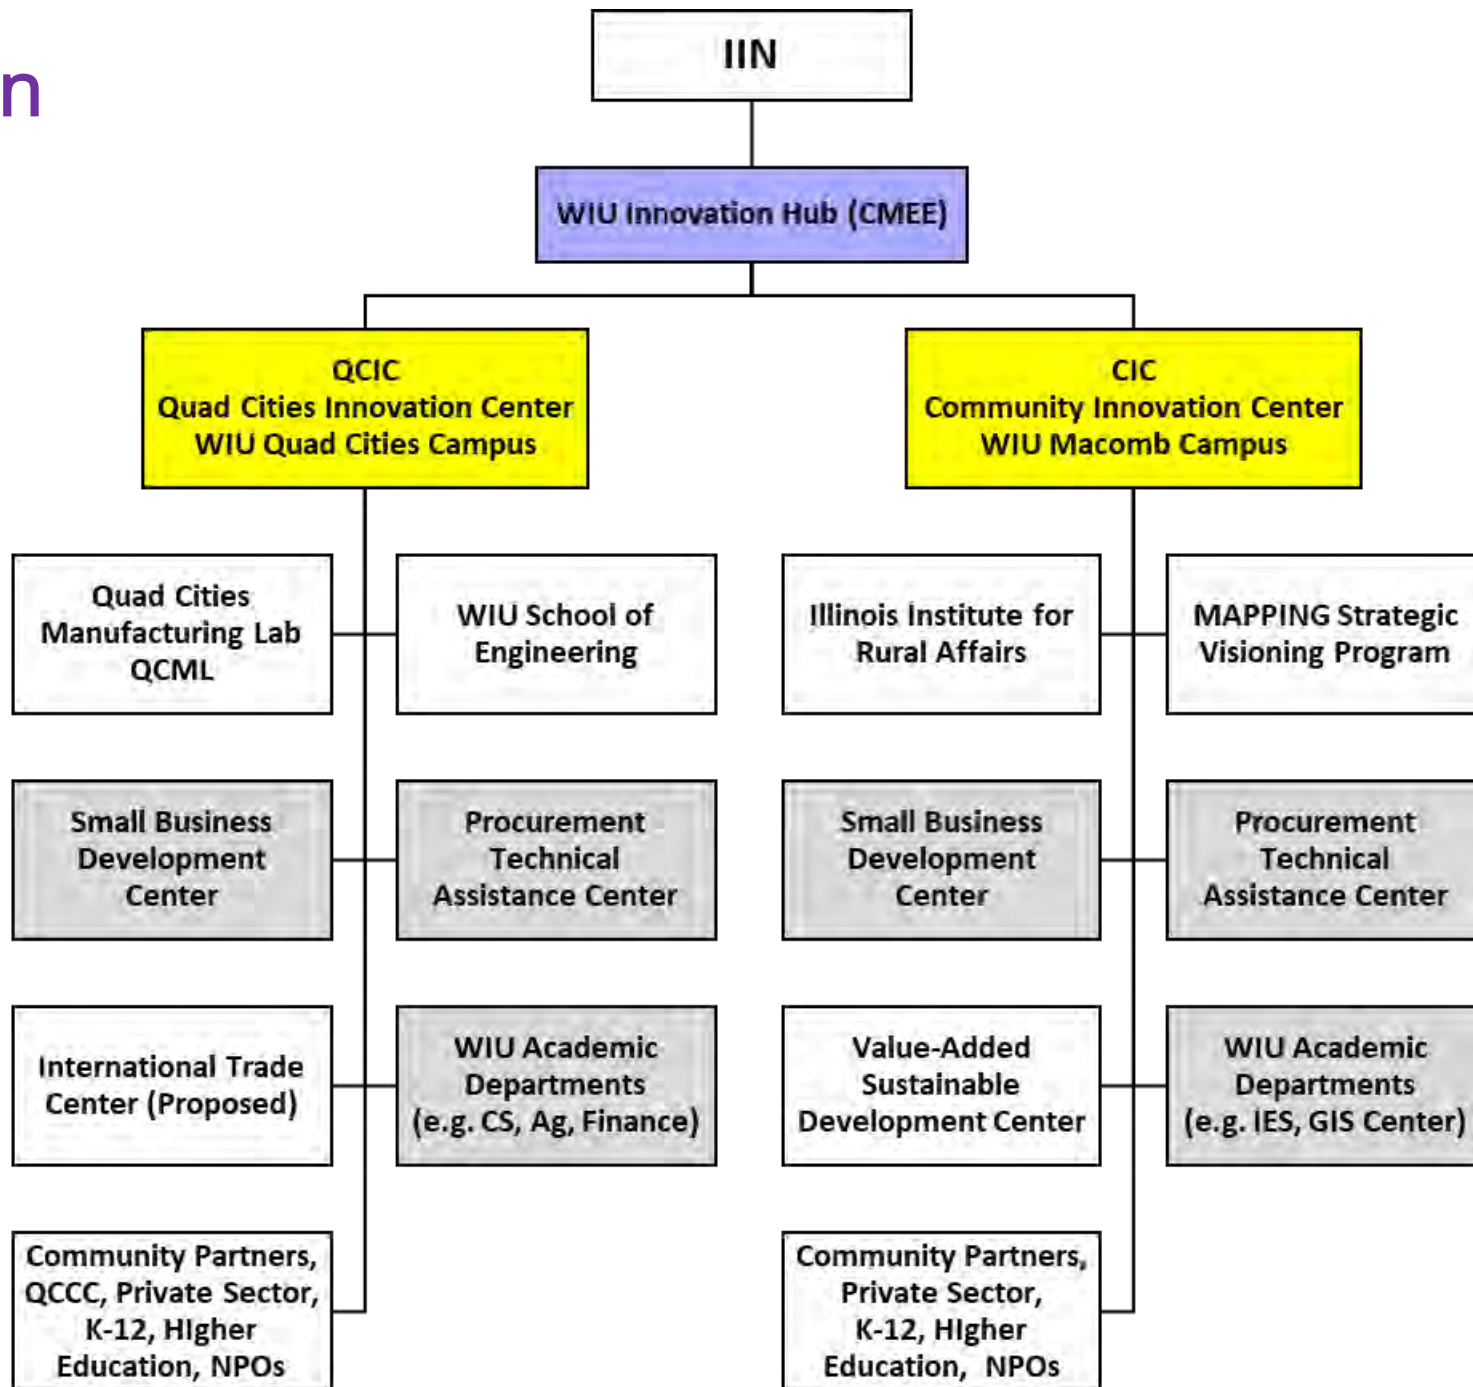 n
IIN
WIU Innovation Hub (CMEE)
QCIC
Quad Cities Innovation Center
WIU Quad Cities Campus
CIC
Community Innovation Center
WIU Macomb Campus
Quad Cities
Manufacturing Lab
QCML
WIU School of
Engineering
Illinois Institute for
Rural Affairs
MAPPING Strategic
Visioning Program
Small Business
Development
Center
Procurement
Technical
Assistance Center
Small Business
Development
Center
Procurement
Technical
Assistance Center
International Trade
Center (Proposed)
WIU Academic
Departments
(e.g. CS, Ag, Finance)
Value-Added
Sustainable
Development Center
WIU Academic
Departments
(e.g. IES, GIS Center)
Community Partners,
QCCC, Private Sector,
K-12, HIgher
Education, NPOs
Community Partners,
Private Sector,
K-12, HIgher
Education, NPOs